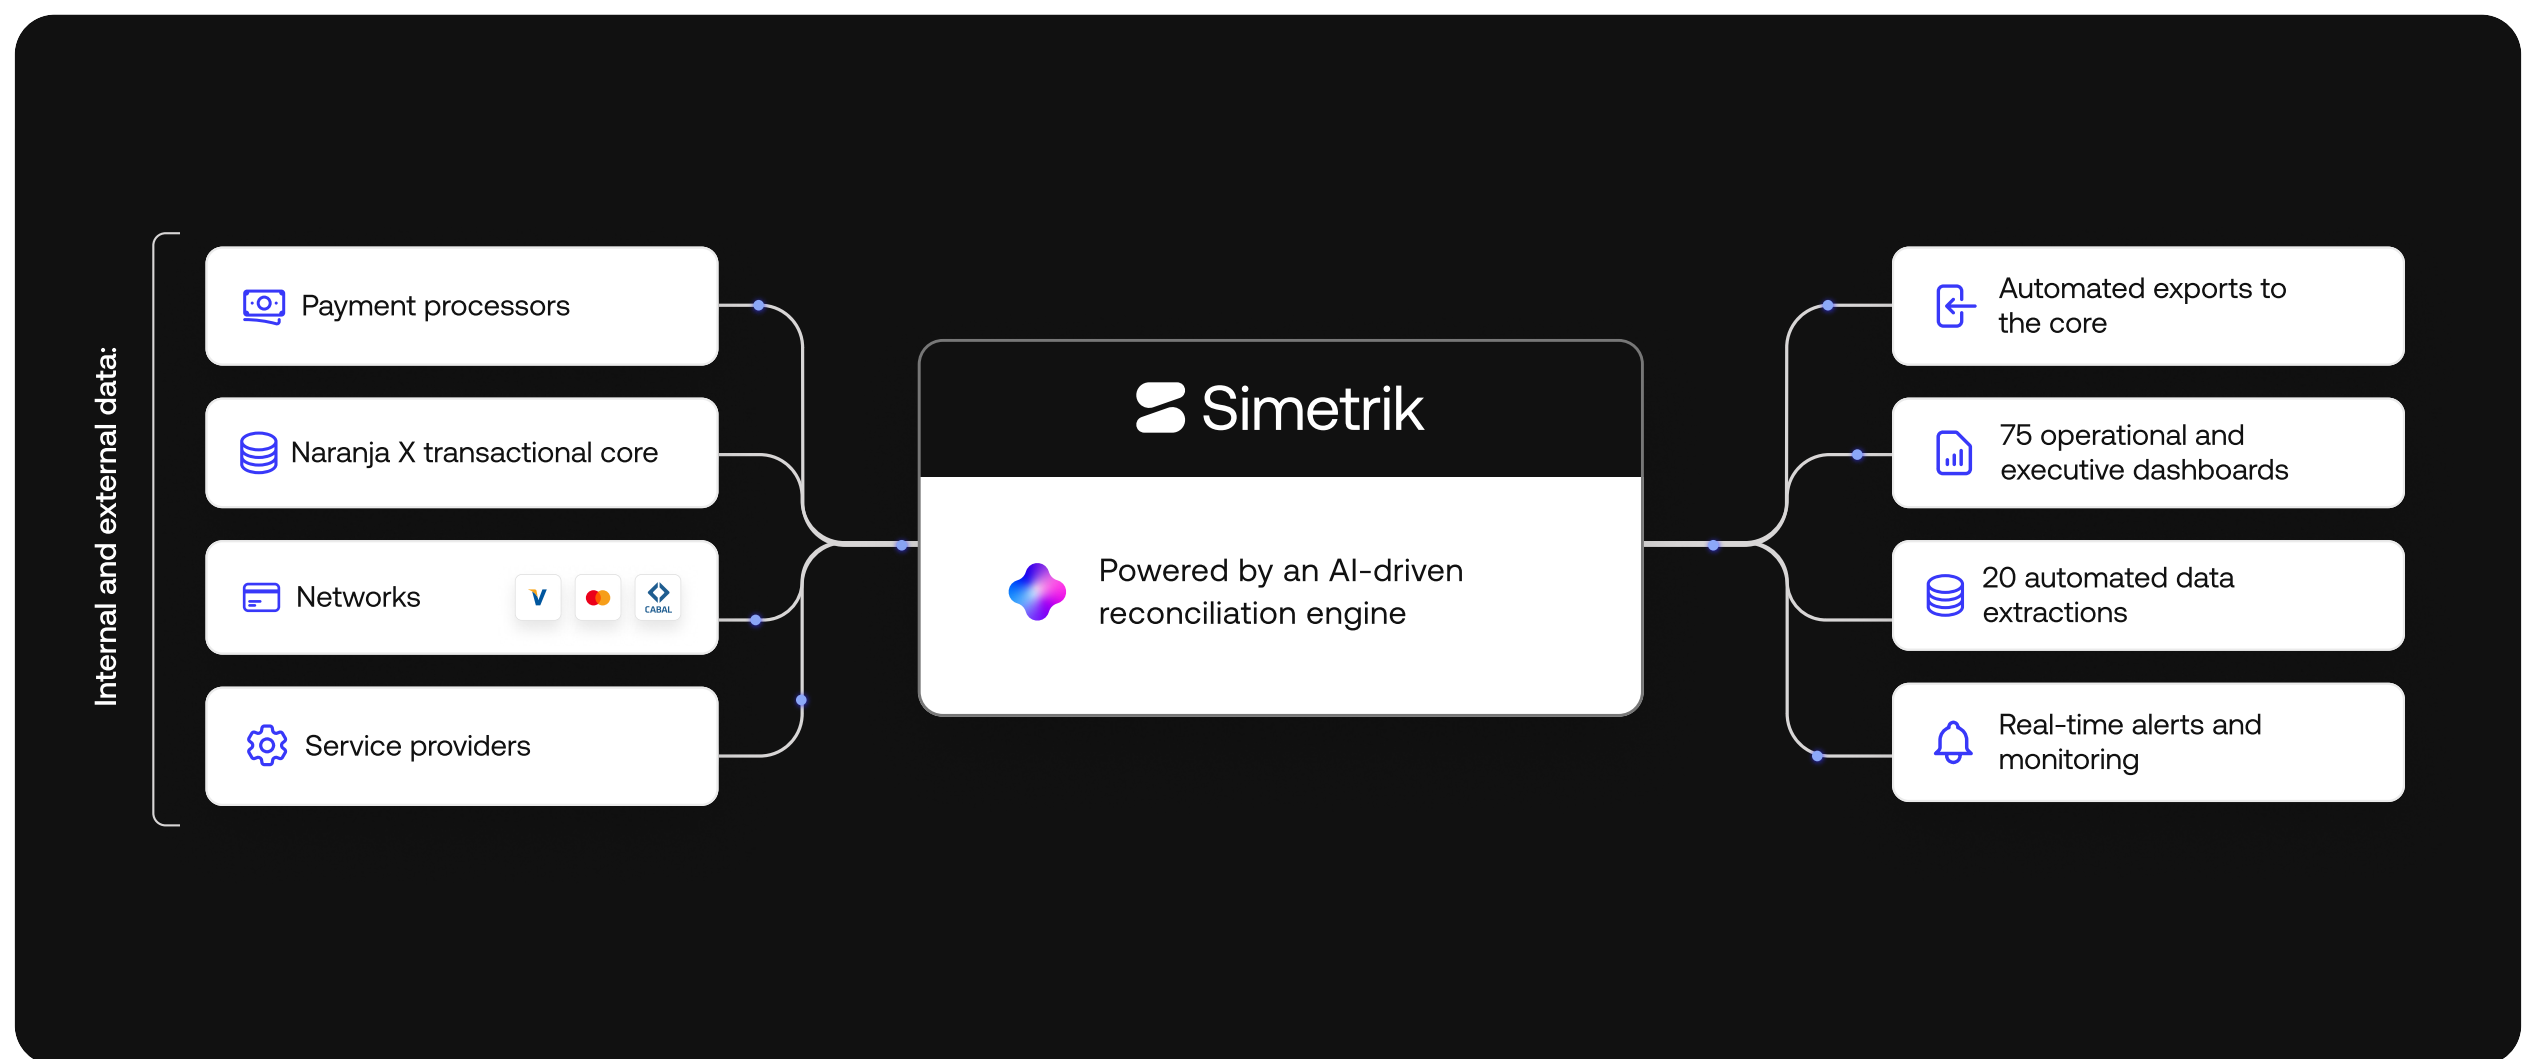 Internal and external data:
Payment processors
Naranja X transactional core
Networks
V
CABAL
Service providers
Simetrik
Powered by an AI-driven
reconciliation engine
Automated exports to
the core
75 operational and
executive dashboards
20 automated data
extractions
Real-time alerts and
monitoring